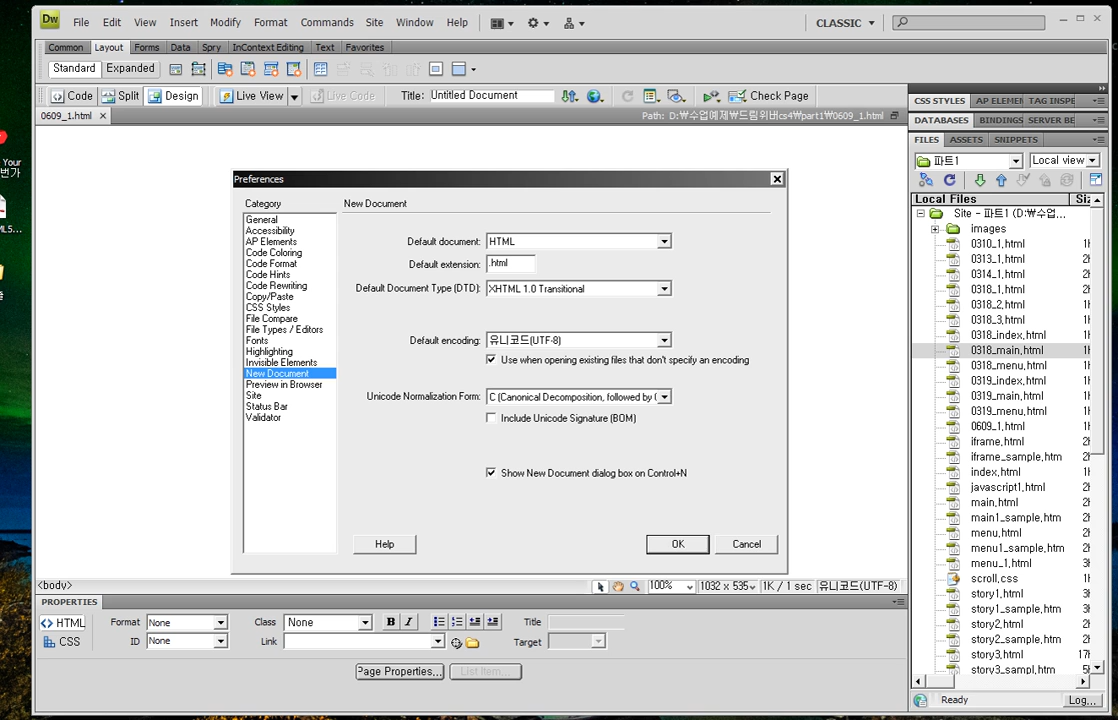 Dw File Edit View Insert Modify Format Commands Site Window Help CLASSIC
Common Layout Forms Data Spry InContext Editing Text Favorites
Standard Expanded
Code Split Design Live View Live Code Title: Untitled Document Check Page
0609_1.html Path: D:₩수업예제₩드림위버cs4₩part1₩0609_1.html
Your
번가
Preferences
Category
General
Accessibility
AP Elements
Code Coloring
Code Format
Code Hints
Code Rewriting
Copy/Paste
CSS Styles
File Compare
File Types / Editors
Fonts
Highlighting
Invisible Elements
New Document
Preview in Browser
Site
Status Bar
Validator
New Document
Default document: HTML
Default extension: .html
Default Document Type (DTD): XHTML 1.0 Transitional
Default encoding: 유니코드(UTF-8)
Use when opening existing files that don't specify an encoding
Unicode Normalization Form: C (Canonical Decomposition, followed by
Include Unicode Signature (BOM)
Show New Document dialog box on Control+N
Help OK Cancel
CSS STYLES AP ELEMEN TAG INSPE
DATABASES BINDINGS SERVER BE
FILES ASSETS SNIPPETS
파트1 Local view
Local Files Siz
Site - 파트1 (D:₩수업...
images
0310_1.html
0313_1.html
0314_1.html
0318_1.html
0318_2.html
0318_3.html
0318_index.html
0318_main.html
0318_menu.html
0319_index.html
0319_main.html
0319_menu.html
0609_1.html
iframe.html
iframe_sample.htm
index.html
javascript1.html
main.html
main1_sample.htm
menu.html
menu1_sample.htm
menu_1.html
scroll.css
story1.html
story1_sample.htm
story2.html
story2_sample.htm
story3.html
story3_sampl.htm
Ready Log...
<body> 100% 1032 x 535 1K / 1 sec 유니코드(UTF-8)
PROPERTIES
HTML Format None Class None B I Title
CSS ID None Link Target
Page Properties... List Item...